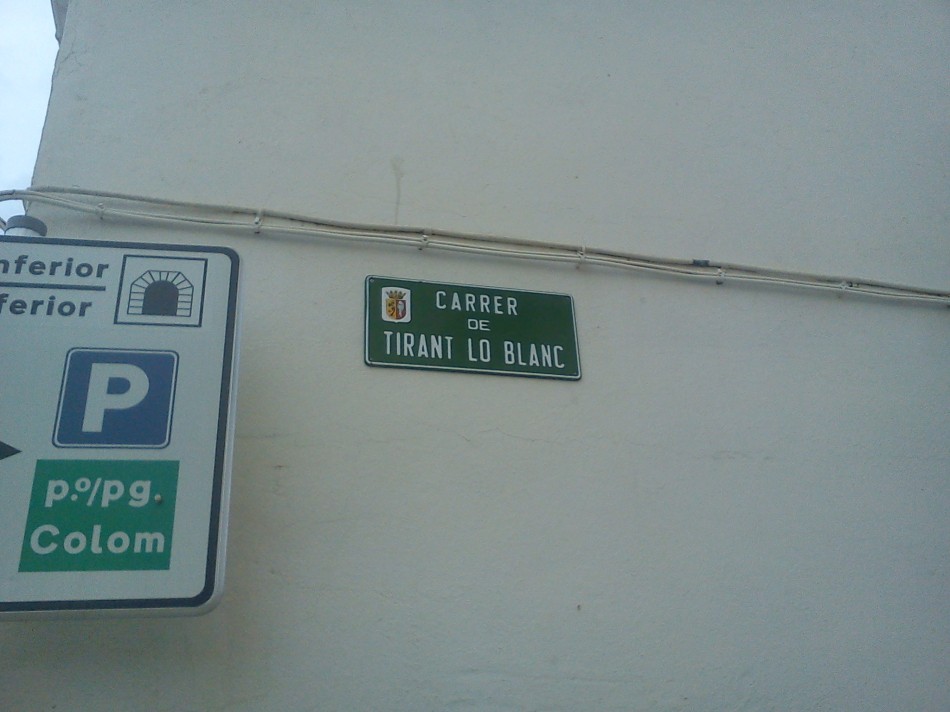 nferior
ferior
P
p.º/pg.
Colom
CARRER
DE
TIRANT LO BLANC